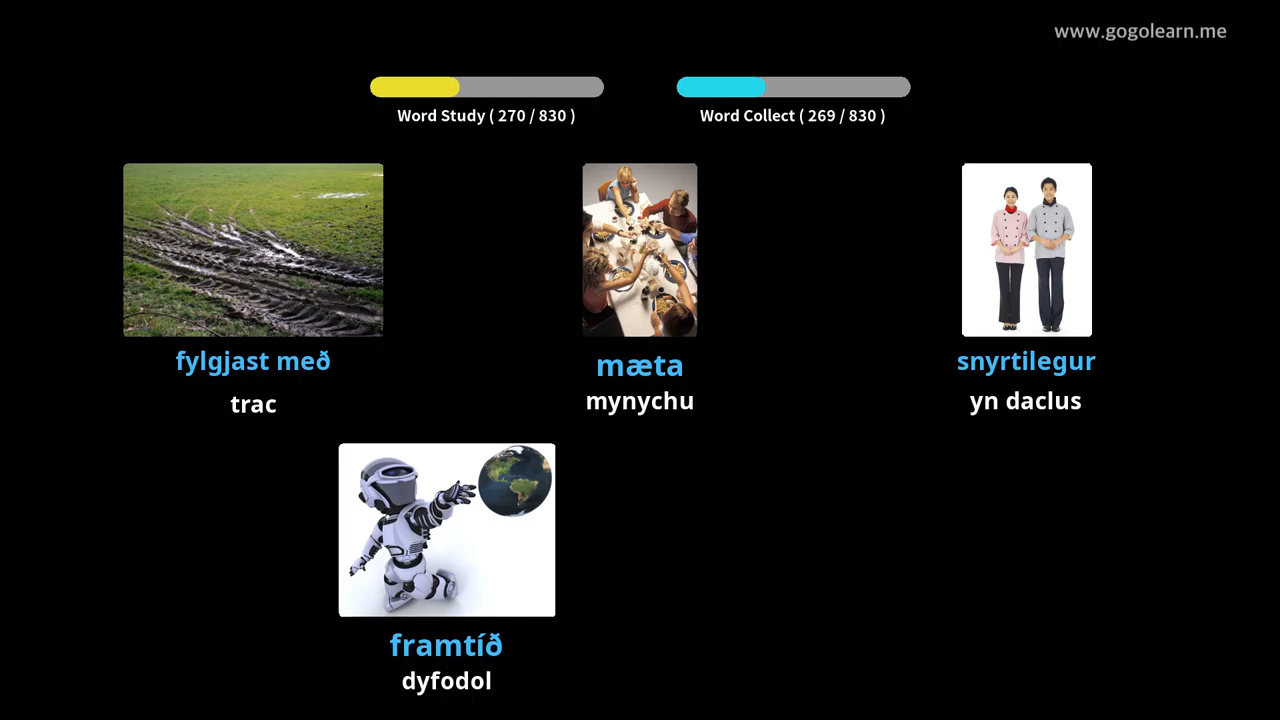 www.gogolearn.me
Word Study ( 270 / 830 )
Word Collect ( 269 / 830 )
fylgjast með
trac
mæta
mynychu
snyrtilegur
yn daclus
framtíð
dyfodol